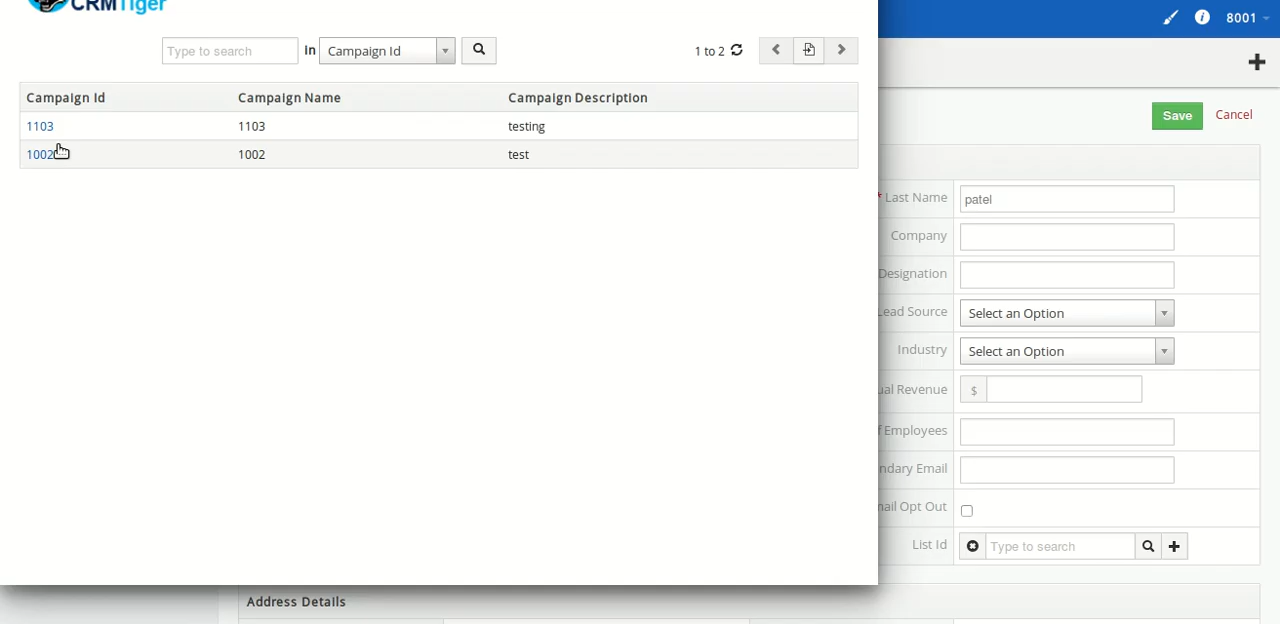 CRMTiger
8001
Type to search in Campaign Id 1 to 2
Campaign Id Campaign Name Campaign Description
1103 1103 testing
1002 1002 test
Save Cancel
* Last Name patel
Company
Designation
Lead Source Select an Option
Industry Select an Option
ual Revenue $
f Employees
ndary Email
nail Opt Out
List Id Type to search
Address Details